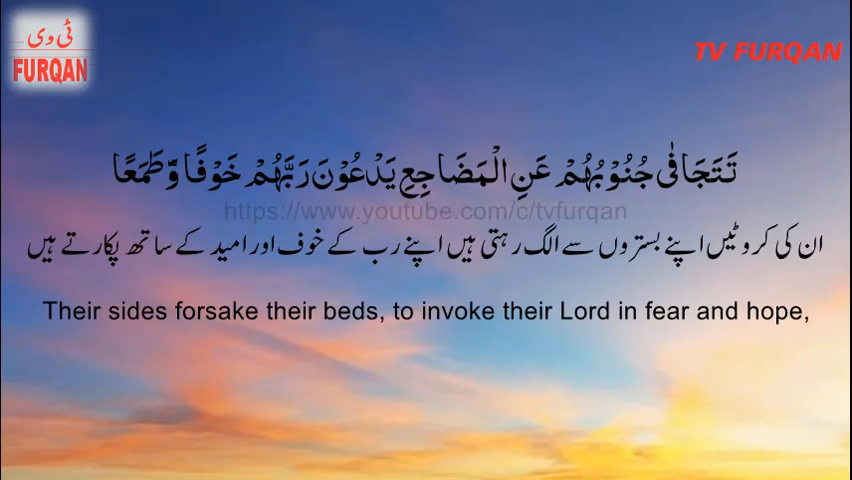 ٹی وی
FURQAN
TV FURQAN
تَتَجَافٰى جُنُوْبُهُمْ عَنِ الْمَضَاجِعِ يَدْعُوْنَ رَبَّهُمْ خَوْفًا وَّطَمَعًا
https://www.youtube.com/c/tvfurqan
ان کی کروٹیں اپنے بستروں سے الگ رہتی ہیں اپنے رب کے خوف اور امید کے ساتھ پکارتے ہیں
Their sides forsake their beds, to invoke their Lord in fear and hope,